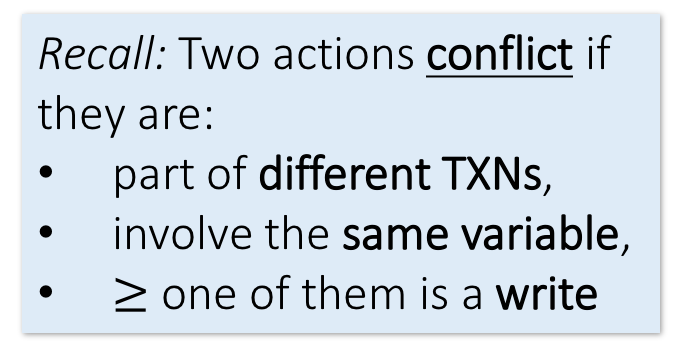 Recall: Two actions conflict if
they are:
• part of different TXNs,
• involve the same variable,
• ≥ one of them is a write